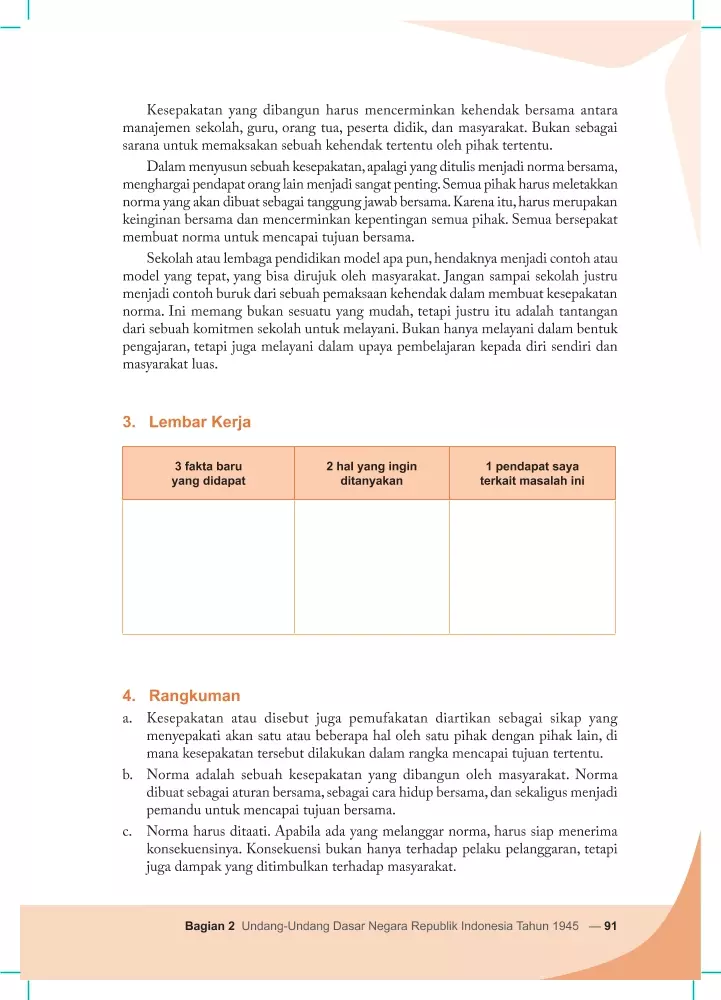 Kesepakatan yang dibangun harus mencerminkan kehendak bersama antara
manajemen sekolah, guru, orang tua, peserta didik, dan masyarakat. Bukan sebagai
sarana untuk memaksakan sebuah kehendak tertentu oleh pihak tertentu.
Dalam menyusun sebuah kesepakatan, apalagi yang ditulis menjadi norma bersama,
menghargai pendapat orang lain menjadi sangat penting. Semua pihak harus meletakkan
norma yang akan dibuat sebagai tanggung jawab bersama. Karena itu, harus merupakan
keinginan bersama dan mencerminkan kepentingan semua pihak. Semua bersepakat
membuat norma untuk mencapai tujuan bersama.
Sekolah atau lembaga pendidikan model apa pun, hendaknya menjadi contoh atau
model yang tepat, yang bisa dirujuk oleh masyarakat. Jangan sampai sekolah justru
menjadi contoh buruk dari sebuah pemaksaan kehendak dalam membuat kesepakatan
norma. Ini memang bukan sesuatu yang mudah, tetapi justru itu adalah tantangan
dari sebuah komitmen sekolah untuk melayani. Bukan hanya melayani dalam bentuk
pengajaran, tetapi juga melayani dalam upaya pembelajaran kepada diri sendiri dan
masyarakat luas.
3. Lembar Kerja
3 fakta baru
yang didapat
2 hal yang ingin
ditanyakan
1 pendapat saya
terkait masalah ini
4. Rangkuman
a. Kesepakatan atau disebut juga pemufakatan diartikan sebagai sikap yang
menyepakati akan satu atau beberapa hal oleh satu pihak dengan pihak lain, di
mana kesepakatan tersebut dilakukan dalam rangka mencapai tujuan tertentu.
b. Norma adalah sebuah kesepakatan yang dibangun oleh masyarakat. Norma
dibuat sebagai aturan bersama, sebagai cara hidup bersama, dan sekaligus menjadi
pemandu untuk mencapai tujuan bersama.
c. Norma harus ditaati. Apabila ada yang melanggar norma, harus siap menerima
konsekuensinya. Konsekuensi bukan hanya terhadap pelaku pelanggaran, tetapi
juga dampak yang ditimbulkan terhadap masyarakat.
Bagian 2 Undang-Undang Dasar Negara Republik Indonesia Tahun 1945 — 91